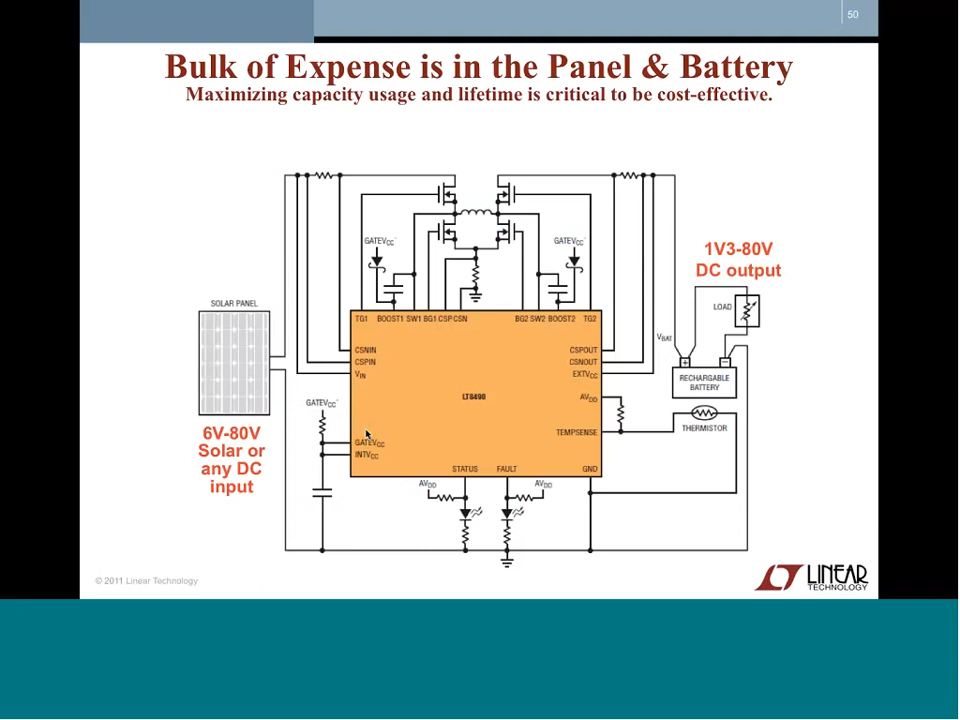 50
Bulk of Expense is in the Panel & Battery
Maximizing capacity usage and lifetime is critical to be cost-effective.
GATEVCC'
GATEVCC'
1V3-80V
DC output
SOLAR PANEL
TG1 BOOST1 SW1 BG1 CSP CSN BG2 SW2 BOOST2 TG2
LOAD
VBAT
CSNIN
CSPIN
VIN
CSPOUT
CSNOUT
EXTVCC
RECHARGABLE
BATTERY
LT8490
AVDD
GATEVCC'
6V-80V
Solar or
any DC
input
TEMPSENSE
THERMISTOR
GATEVCC
INTVCC
STATUS FAULT GND
AVDD
AVDD
© 2011 Linear Technology
LT LINEAR
TECHNOLOGY